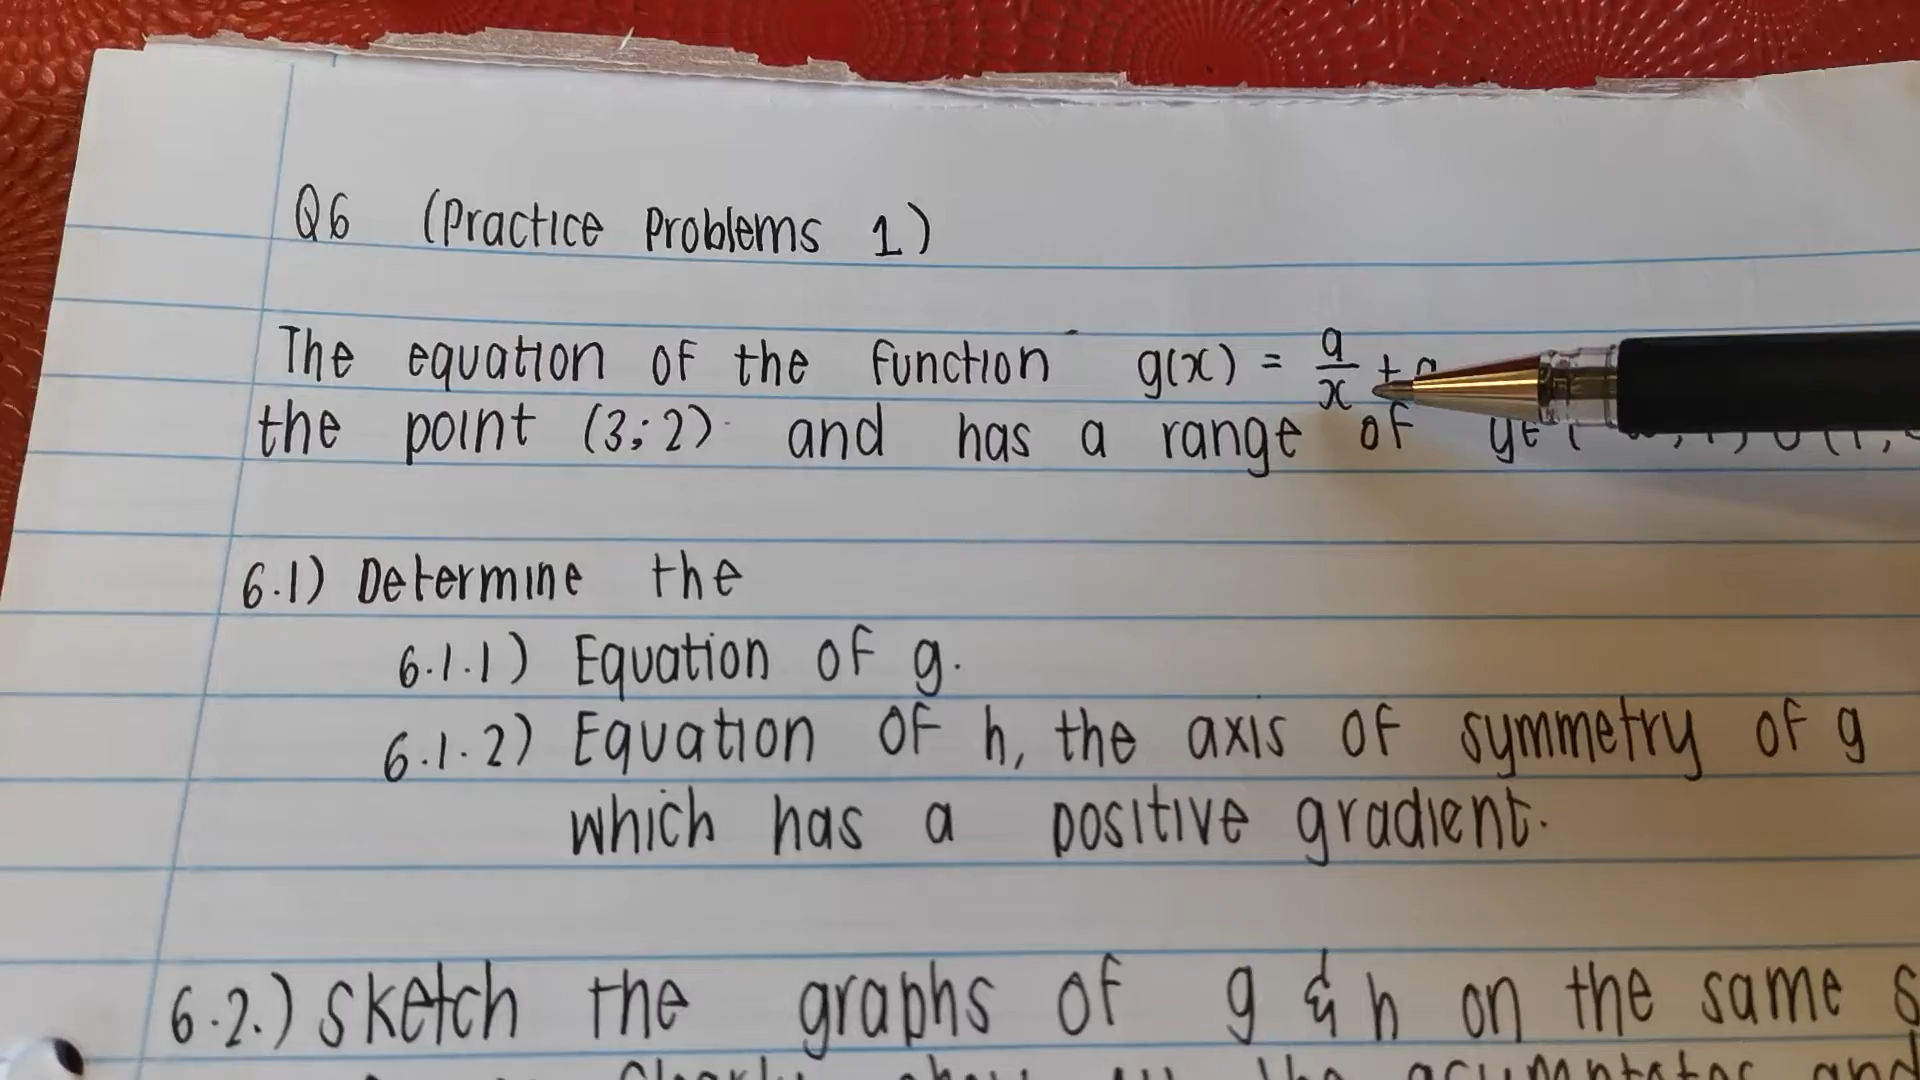 Q6 (Practice Problems 1)
The equation of the function g(x) = a/x +
the point (3;2) and has a range of y∈(
6.1) Determine the
6.1.1) Equation of g.
6.1.2) Equation of h, the axis of symmetry of g
which has a positive gradient.
6.2.) Sketch the graphs of g & h on the same